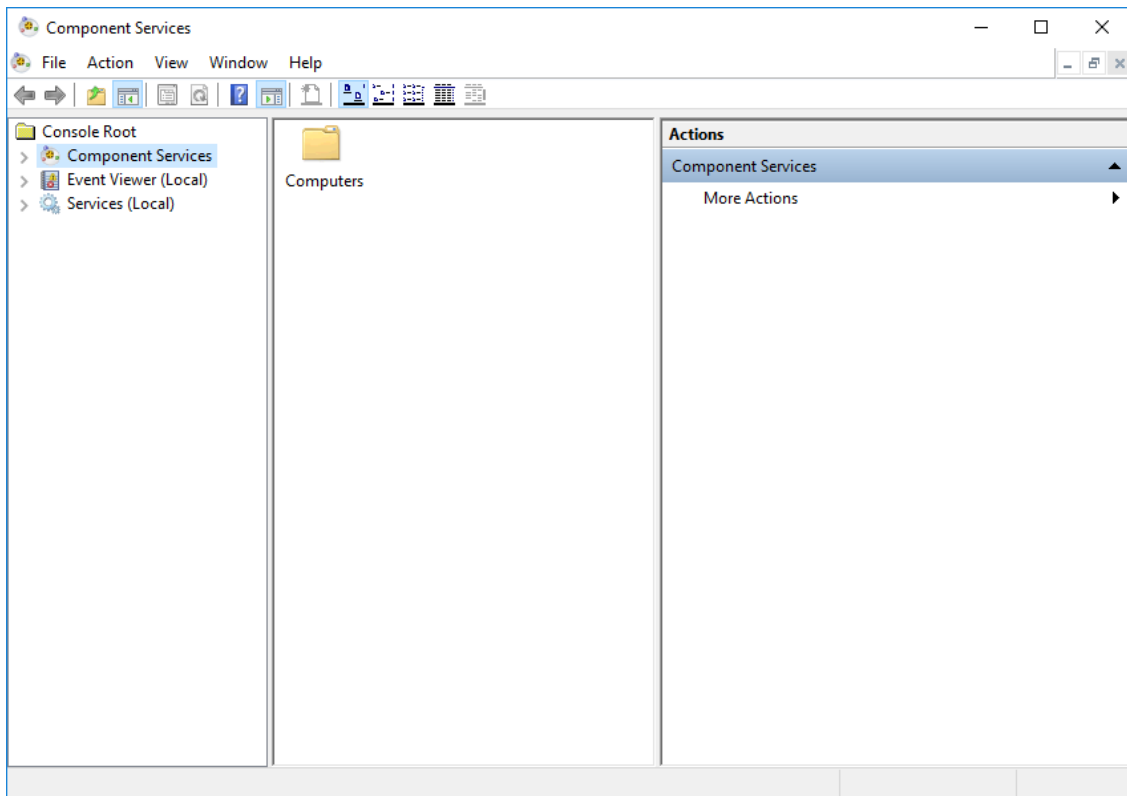 Component Services
File Action View Window Help
Console Root
Component Services
Event Viewer (Local)
Services (Local)
Computers
Actions
Component Services
More Actions